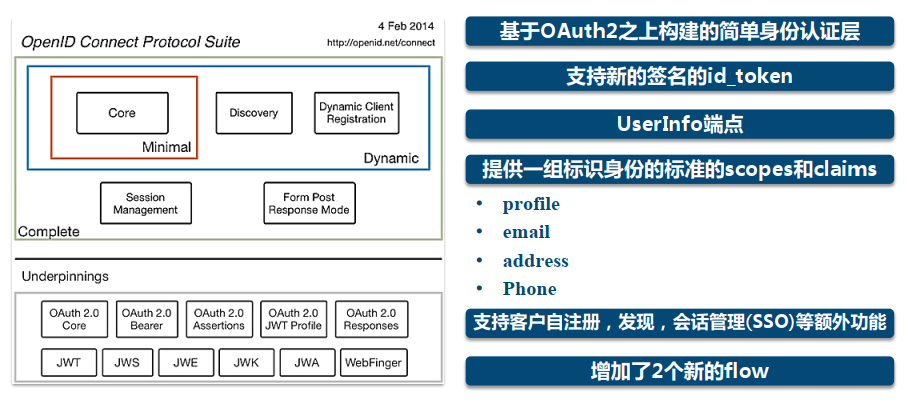 4 Feb 2014
OpenID Connect Protocol Suite
http://openid.net/connect
Core
Discovery
Dynamic Client
Registration
Minimal
Dynamic
Session
Management
Form Post
Response Mode
Complete
Underpinnings
OAuth 2.0
Core
OAuth 2.0
Bearer
OAuth 2.0
Assertions
OAuth 2.0
JWT Profile
OAuth 2.0
Responses
JWT
JWS
JWE
JWK
JWA
WebFinger
基于OAuth2之上构建的简单身份认证层
支持新的签名的id_token
UserInfo端点
提供一组标识身份的标准的scopes和claims
• profile
• email
• address
• Phone
支持客户自注册，发现，会话管理(SSO)等额外功能
增加了2个新的flow